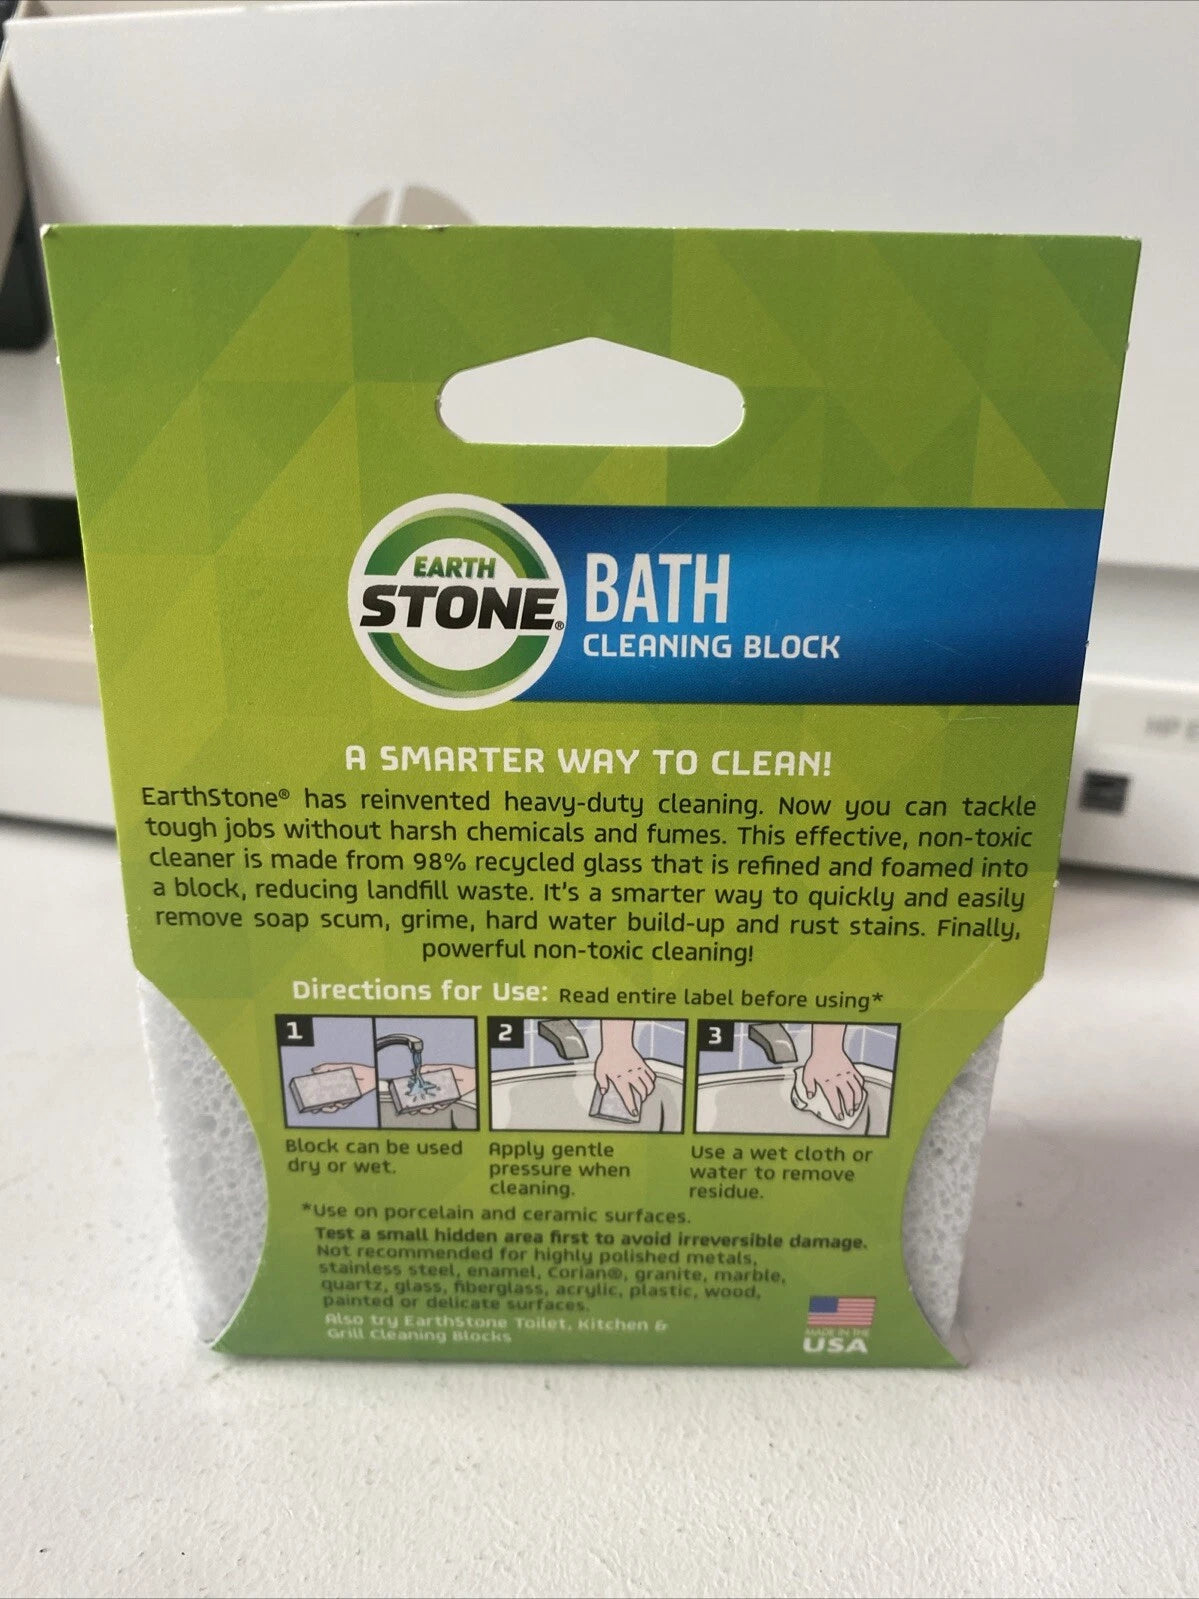 EARTH
STONE®
BATH
CLEANING BLOCK
A SMARTER WAY TO CLEAN!
EarthStone® has reinvented heavy-duty cleaning. Now you can tackle
tough jobs without harsh chemicals and fumes. This effective, non-toxic
cleaner is made from 98% recycled glass that is refined and foamed into
a block, reducing landfill waste. It's a smarter way to quickly and easily
remove soap scum, grime, hard water build-up and rust stains. Finally,
powerful non-toxic cleaning!
Directions for Use: Read entire label before using*
1
Block can be used
dry or wet.
2
Apply gentle
pressure when
cleaning.
3
Use a wet cloth or
water to remove
residue.
*Use on porcelain and ceramic surfaces.
Test a small hidden area first to avoid irreversible damage.
Not recommended for highly polished metals,
stainless steel, enamel, Corian®, granite, marble,
quartz, glass, fiberglass, acrylic, plastic, wood,
painted or delicate surfaces.
Also try EarthStone Toilet, Kitchen &
Grill Cleaning Blocks
MADE IN THE
USA
HP